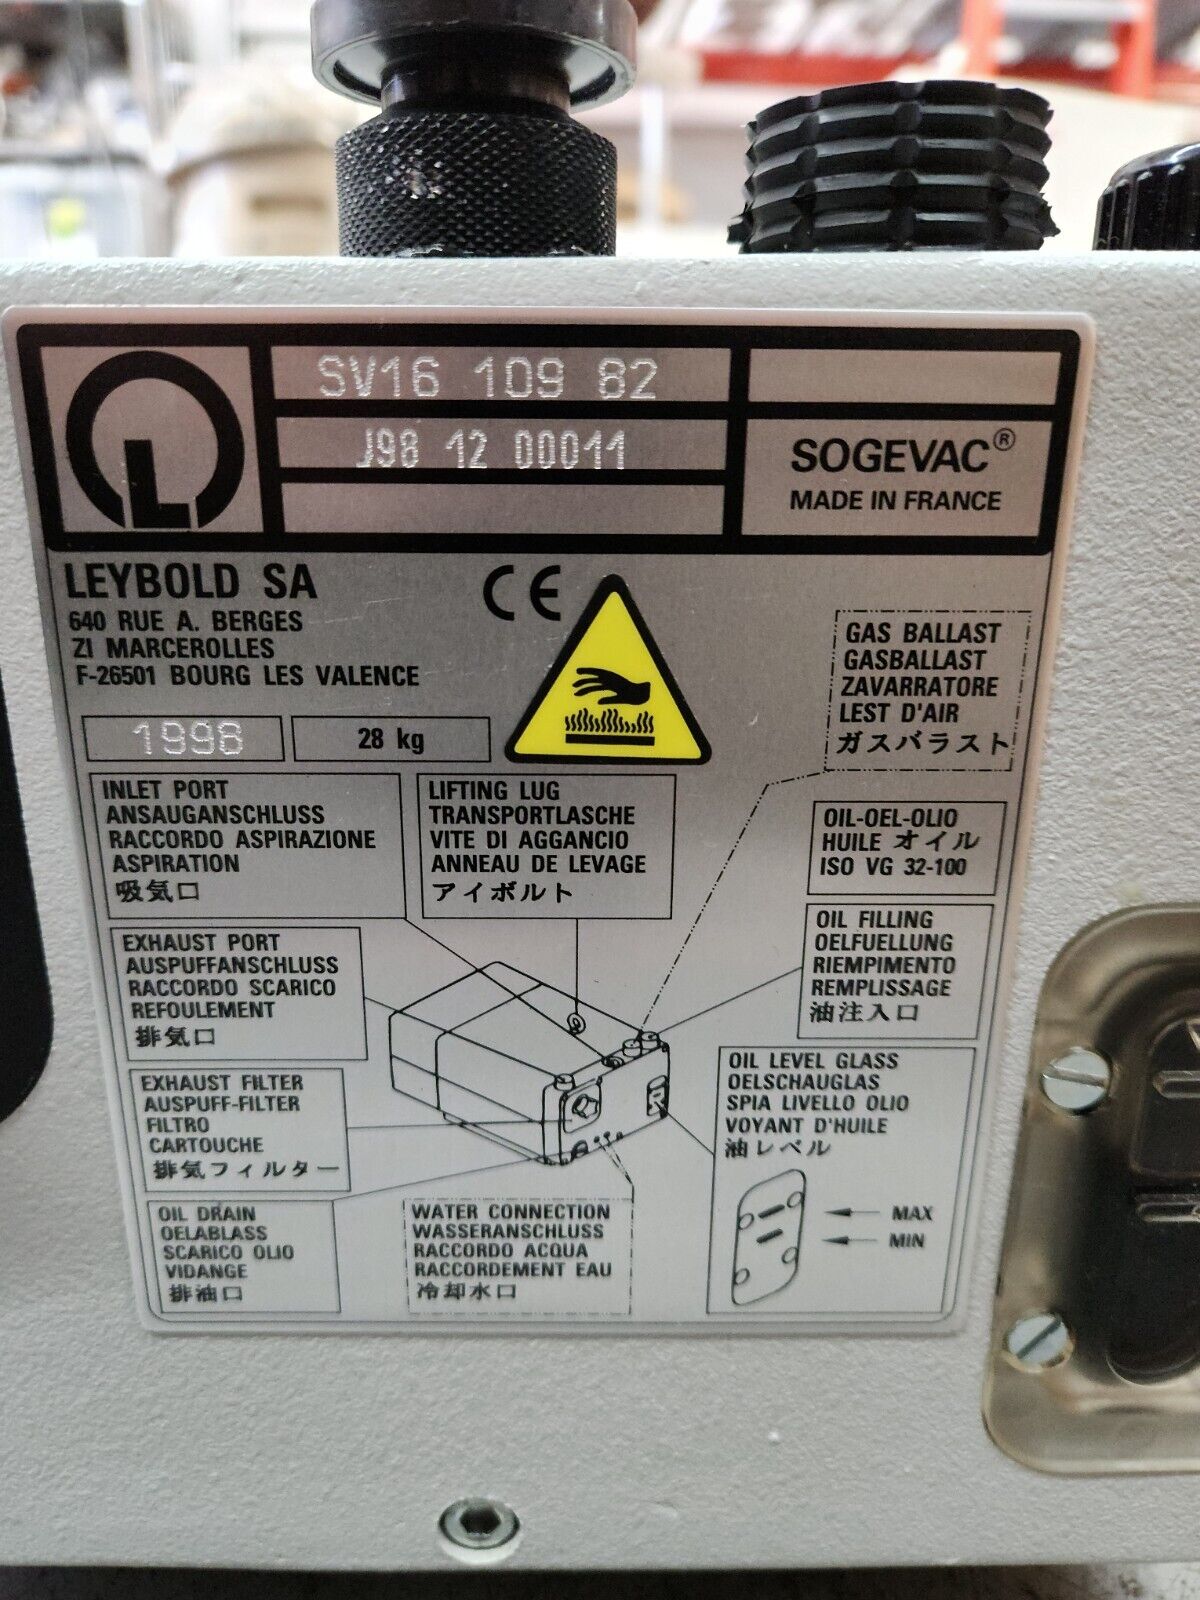 SV16 109 82
J98 12 00011
SOGEVAC®
MADE IN FRANCE
L
LEYBOLD SA
640 RUE A. BERGES
ZI MARCEROLLES
F-26501 BOURG LES VALENCE
CE
1998
28 kg
GAS BALLAST
GASBALLAST
ZAVARRATORE
LEST D'AIR
ガスバラスト
INLET PORT
ANSAUGANSCHLUSS
RACCORDO ASPIRAZIONE
ASPIRATION
吸気口
LIFTING LUG
TRANSPORTLASCHE
VITE DI AGGANCIO
ANNEAU DE LEVAGE
アイボルト
OIL-OEL-OLIO
HUILE オイル
ISO VG 32-100
EXHAUST PORT
AUSPUFFANSCHLUSS
RACCORDO SCARICO
REFOULEMENT
排気口
OIL FILLING
OELFUELLUNG
RIEMPIMENTO
REMPLISSAGE
油注入口
EXHAUST FILTER
AUSPUFF-FILTER
FILTRO
CARTOUCHE
排気フィルター
OIL LEVEL GLASS
OELSCHAUGLAS
SPIA LIVELLO OLIO
VOYANT D'HUILE
油レベル
MAX
MIN
OIL DRAIN
OELABLASS
SCARICO OLIO
VIDANGE
排油口
WATER CONNECTION
WASSERANSCHLUSS
RACCORDO ACQUA
RACCORDEMENT EAU
冷却水口